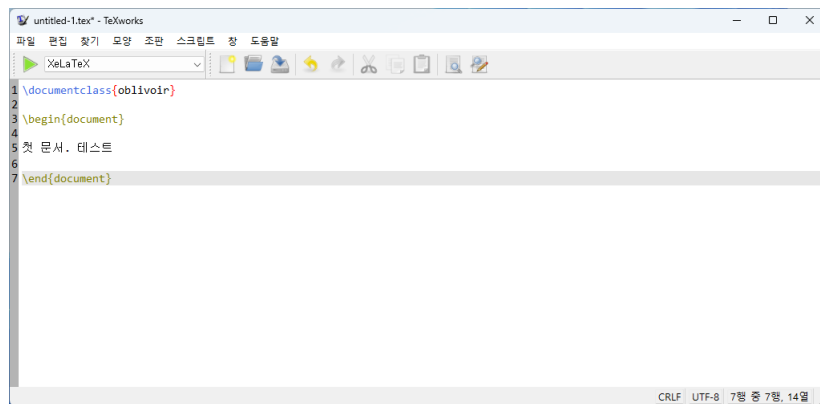 untitled-1.tex* - TeXworks
파일 편집 찾기 모양 조판 스크립트 창 도움말
XeLaTeX
1 \documentclass{oblivoir}
2
3 \begin{document}
4
5 첫 문서. 테스트
6
7 \end{document}
CRLF UTF-8 7행 중 7행, 14열